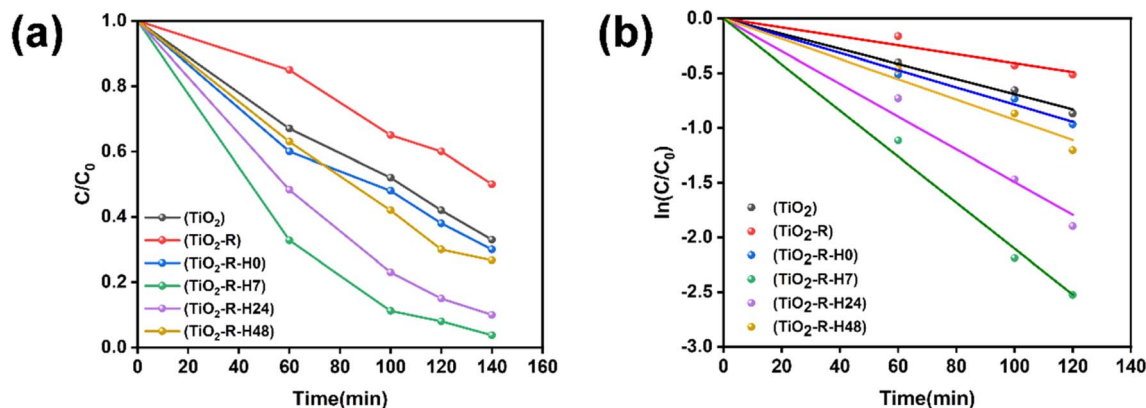 (a)
1.0
0.8
0.6
0.4
0.2
0.0
C/C₀
(TiO₂)
(TiO₂-R)
(TiO₂-R-H0)
(TiO₂-R-H7)
(TiO₂-R-H24)
(TiO₂-R-H48)
0 20 40 60 80 100 120 140 160
Time(min)
(b)
0.0
-0.5
-1.0
-1.5
-2.0
-2.5
-3.0
ln(C/C₀)
(TiO₂)
(TiO₂-R)
(TiO₂-R-H0)
(TiO₂-R-H7)
(TiO₂-R-H24)
(TiO₂-R-H48)
0 20 40 60 80 100 120 140
Time(min)